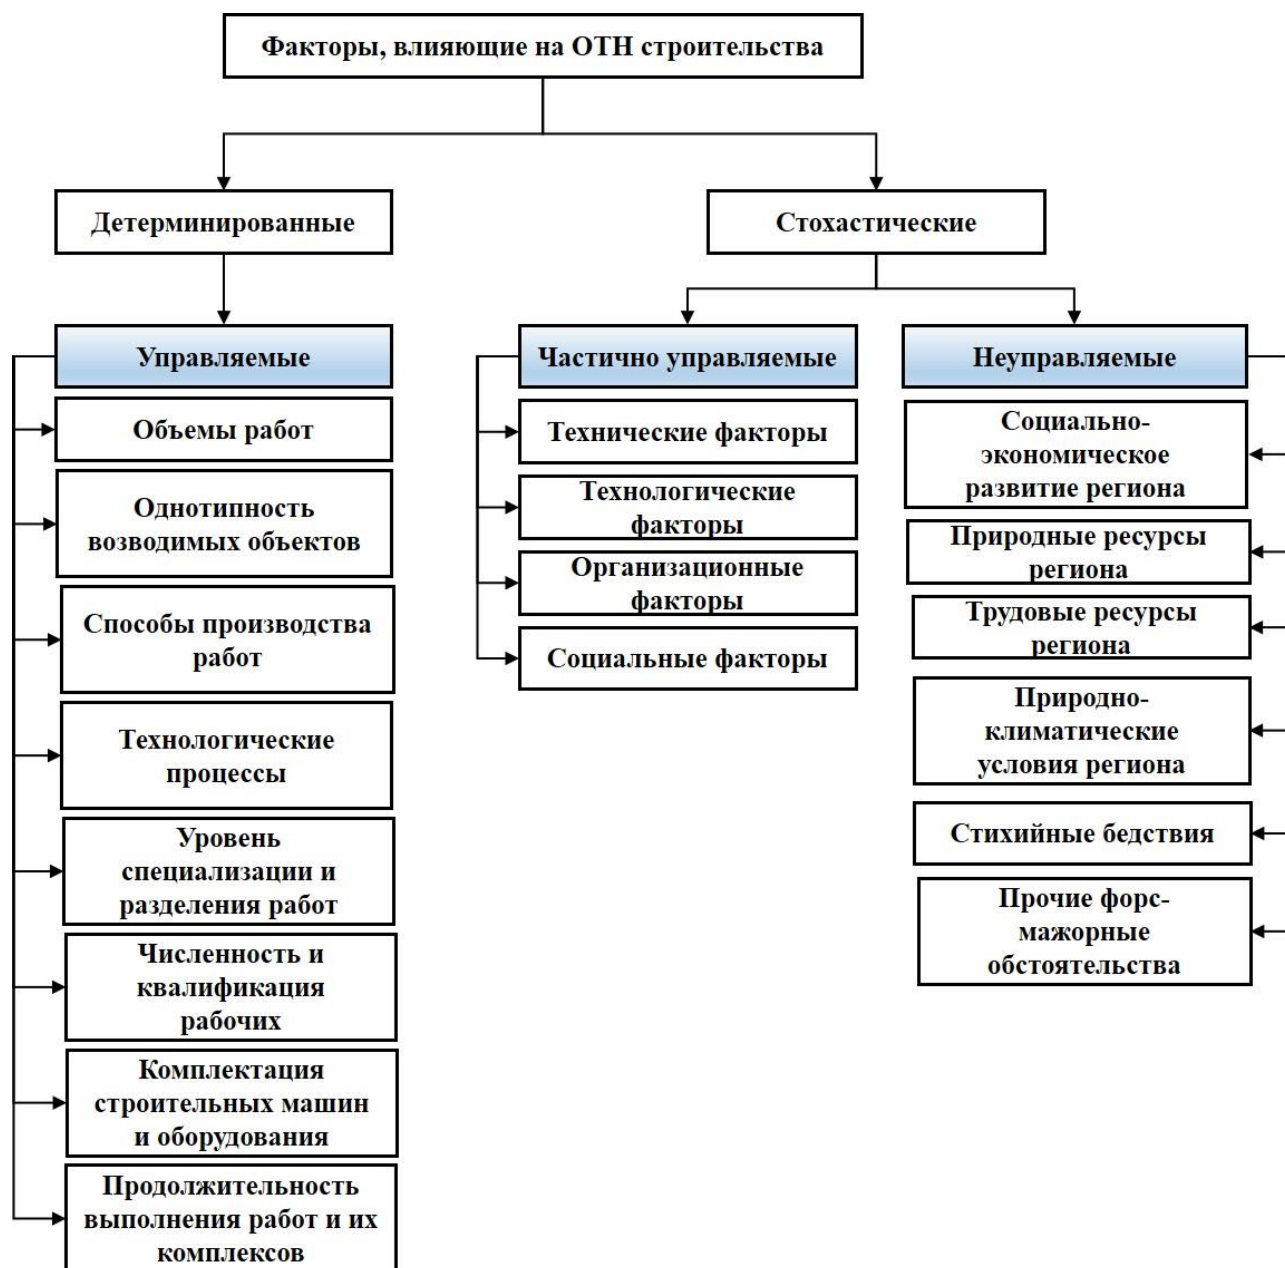 Факторы, влияющие на ОТН строительства
Детерминированные
Стохастические
Управляемые
Объемы работ
Однотипность
возводимых объектов
Способы производства
работ
Технологические
процессы
Уровень
специализации и
разделения работ
Численность и
квалификация
рабочих
Комплектация
строительных машин
и оборудования
Продолжительность
выполнения работ и их
комплексов
Частично управляемые
Технические факторы
Технологические
факторы
Организационные
факторы
Социальные факторы
Неуправляемые
Социально-
экономическое
развитие региона
Природные ресурсы
региона
Трудовые ресурсы
региона
Природно-
климатические
условия региона
Стихийные бедствия
Прочие форс-
мажорные
обстоятельства